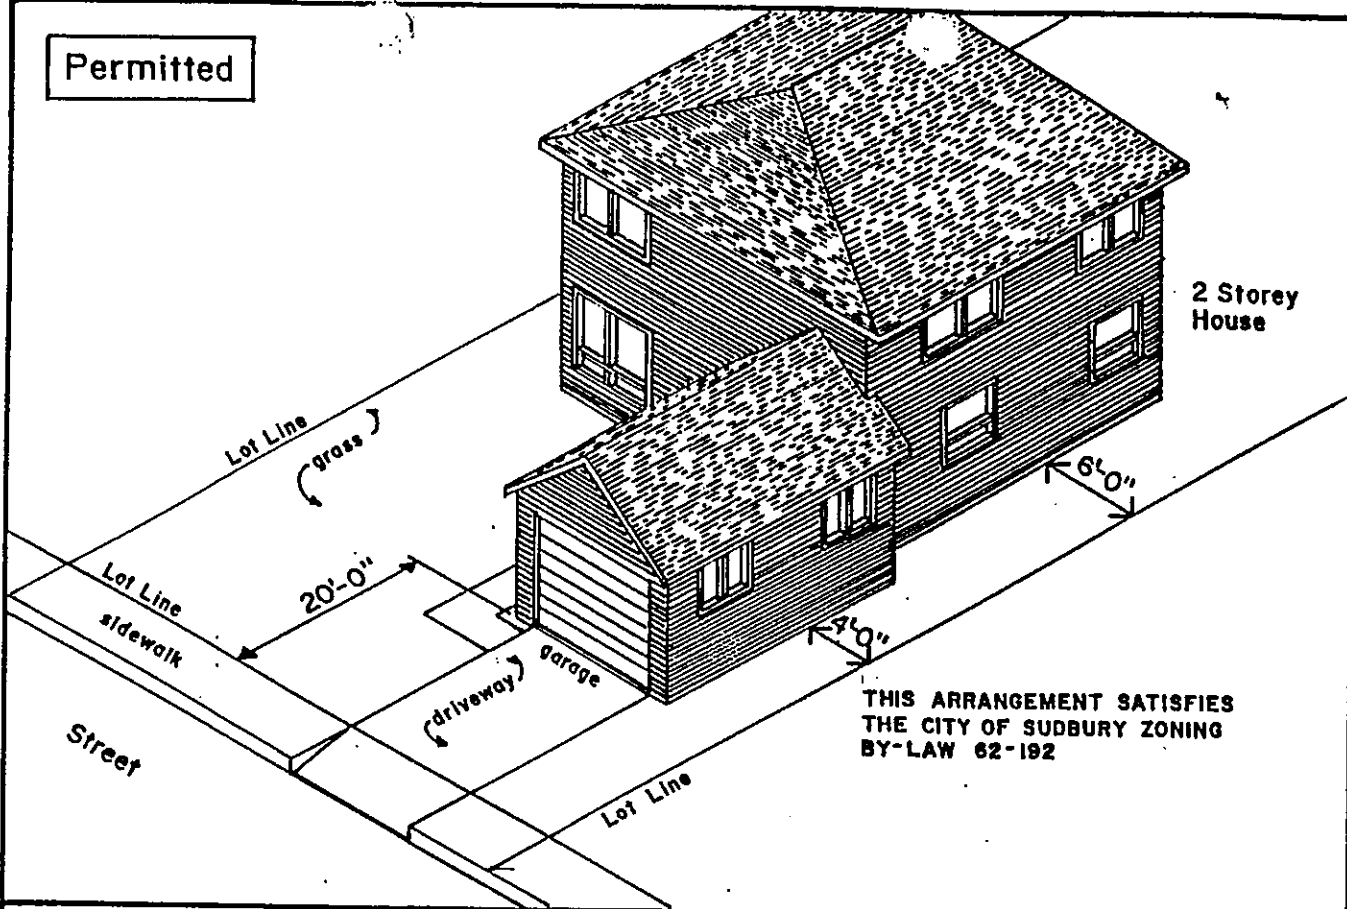 Permitted
2 Storey
House
Lot Line
grass
6'-0"
20'-0"
Lot Line
sidewalk
4'-0"
garage
driveway
THIS ARRANGEMENT SATISFIES
THE CITY OF SUDBURY ZONING
BY-LAW 62-192
Street
Lot Line